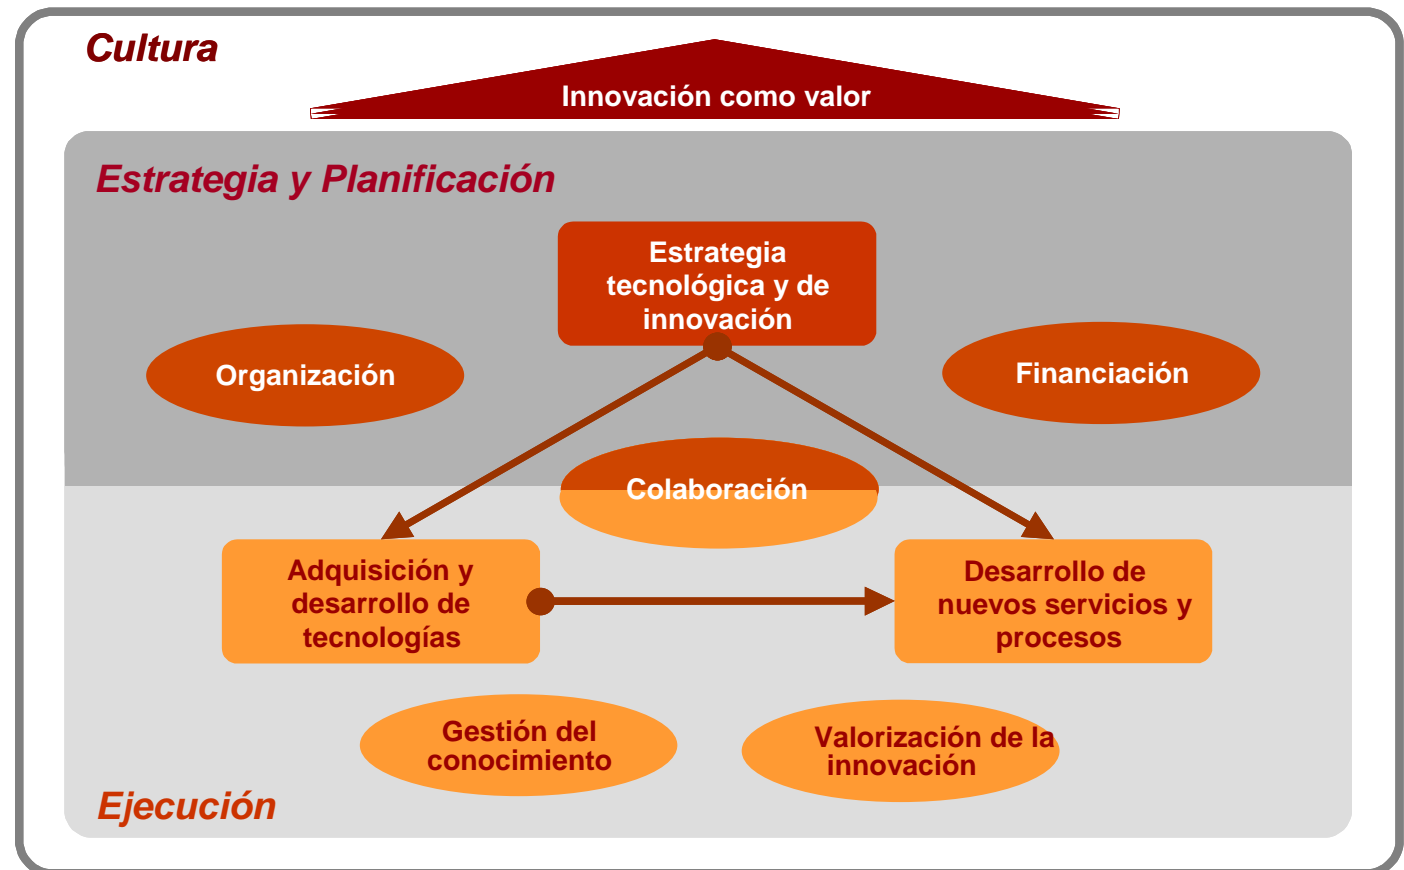 Cultura
Innovación como valor
Estrategia y Planificación
Estrategia
tecnológica y de
innovación
Organización
Financiación
Colaboración
Adquisición y
desarrollo de
tecnologías
Desarrollo de
nuevos servicios y
procesos
Gestión del
conocimiento
Valorización de la
innovación
Ejecución